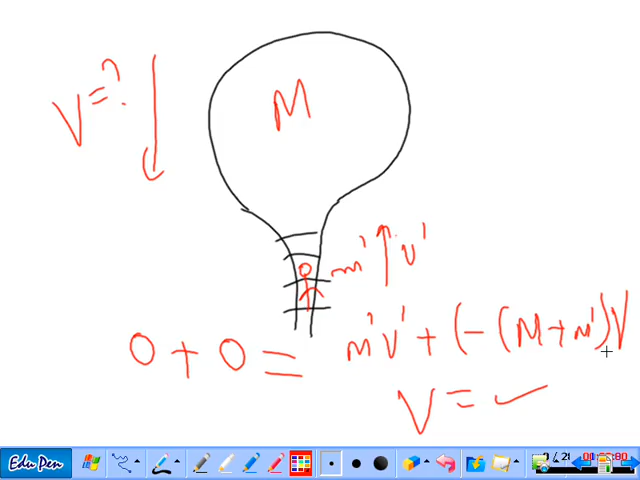 V=?
M
m' v'
0 + 0 = m'v' + (-(M+m')V
V = ✓
Edu Pen